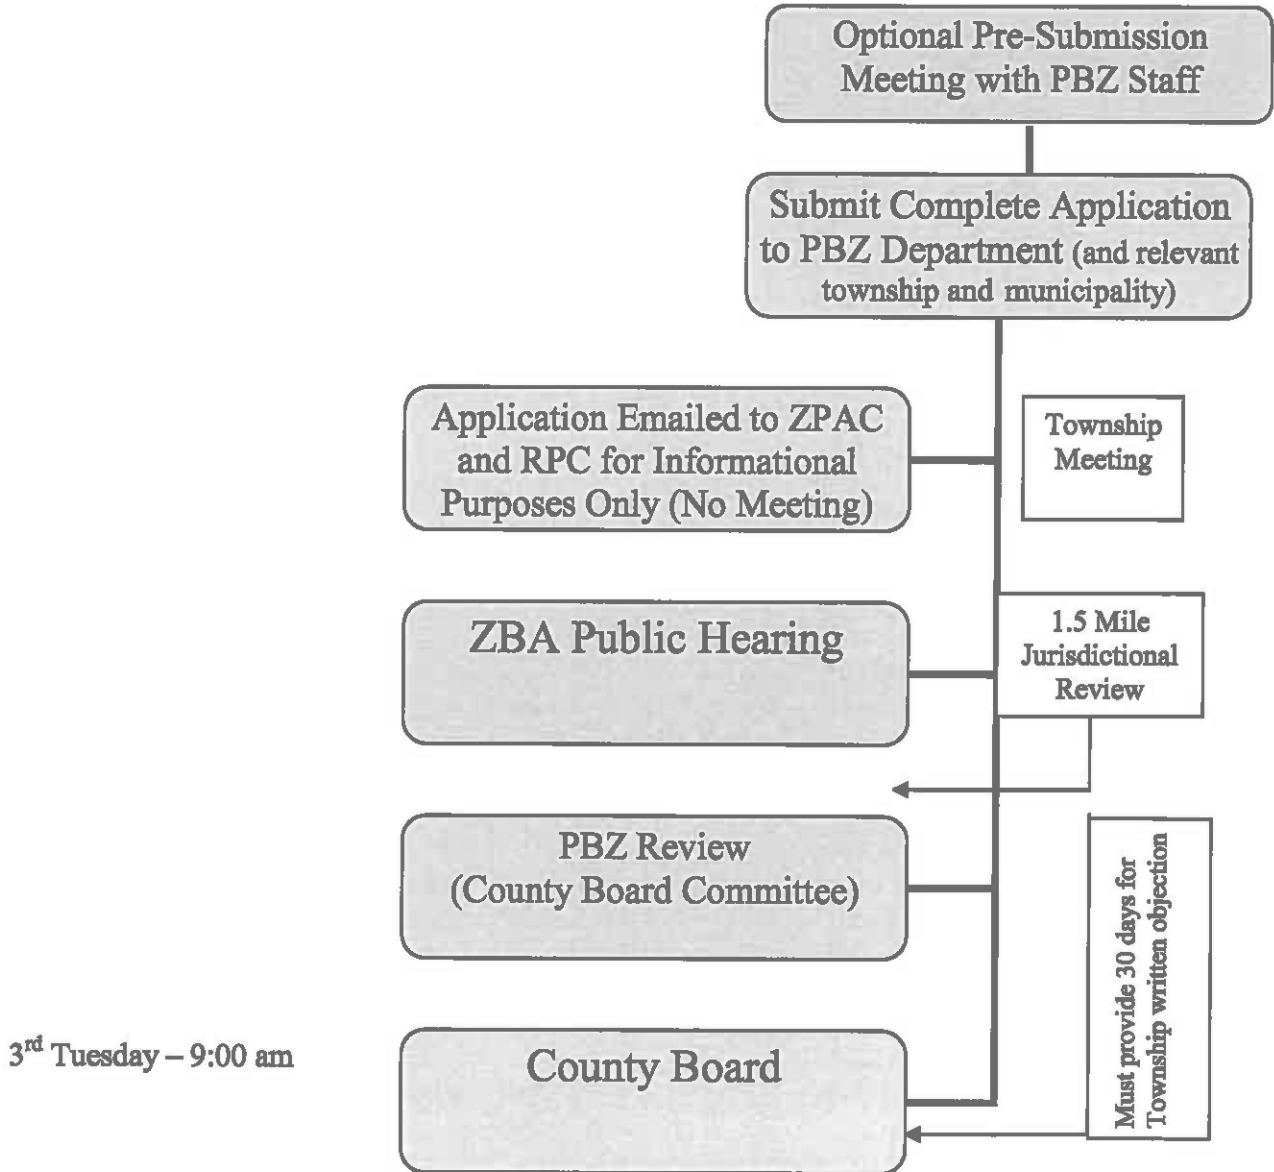 Optional Pre-Submission
Meeting with PBZ Staff
Submit Complete Application
to PBZ Department (and relevant
township and municipality)
Application Emailed to ZPAC
and RPC for Informational
Purposes Only (No Meeting)
Township
Meeting
ZBA Public Hearing
1.5 Mile
Jurisdictional
Review
PBZ Review
(County Board Committee)
Must provide 30 days for
Township written objection
3rd Tuesday – 9:00 am
County Board